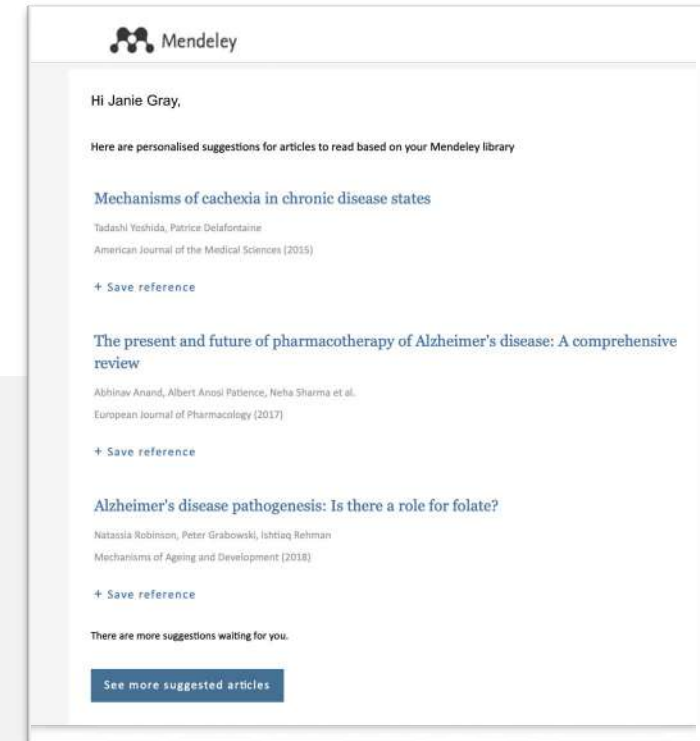 Mendeley
Hi Janie Gray,
Here are personalised suggestions for articles to read based on your Mendeley library
Mechanisms of cachexia in chronic disease states
Tadashi Yoshida, Patrice Delafontaine
American Journal of the Medical Sciences (2015)
+ Save reference
The present and future of pharmacotherapy of Alzheimer's disease: A comprehensive
review
Abhinav Anand, Albert Anosi Patience, Neha Sharma et al.
European Journal of Pharmacology (2017)
+ Save reference
Alzheimer's disease pathogenesis: Is there a role for folate?
Natassia Robinson, Peter Grabowski, Ishtiaq Rehman
Mechanisms of Ageing and Development (2018)
+ Save reference
There are more suggestions waiting for you.
See more suggested articles